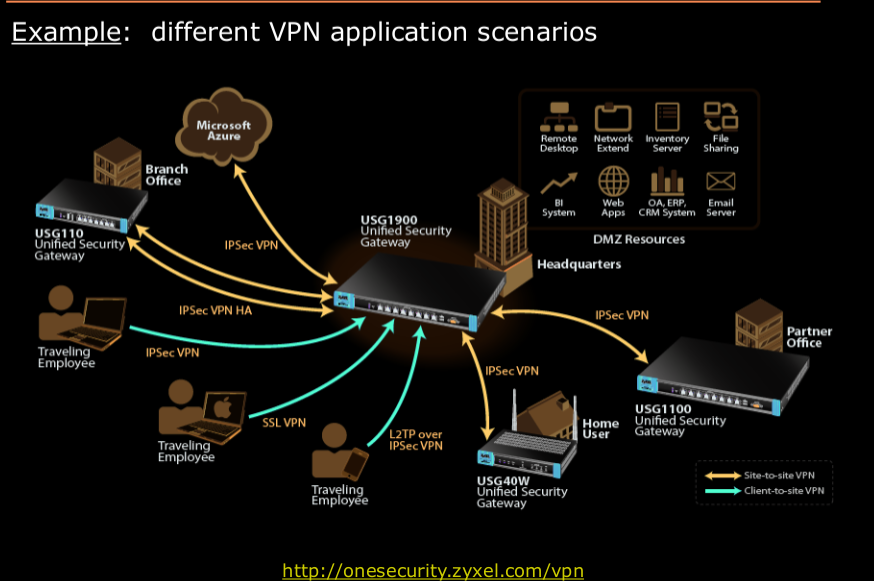 Example:  different VPN application scenarios
Microsoft
Azure
Branch
Office
USG110
Unified Security
Gateway
IPSec VPN
USG1900
Unified Security
Gateway
Remote
Desktop
Network
Extend
Inventory
Server
File
Sharing
BI
System
Web
Apps
OA, ERP,
CRM System
Email
Server
DMZ Resources
Headquarters
IPSec VPN HA
Traveling
Employee
IPSec VPN
Traveling
Employee
SSL VPN
Traveling
Employee
L2TP over
IPSec VPN
IPSec VPN
Home
User
USG40W
Unified Security
Gateway
IPSec VPN
Partner
Office
USG1100
Unified Security
Gateway
Site-to-site VPN
Client-to-site VPN
http://onesecurity.zyxel.com/vpn